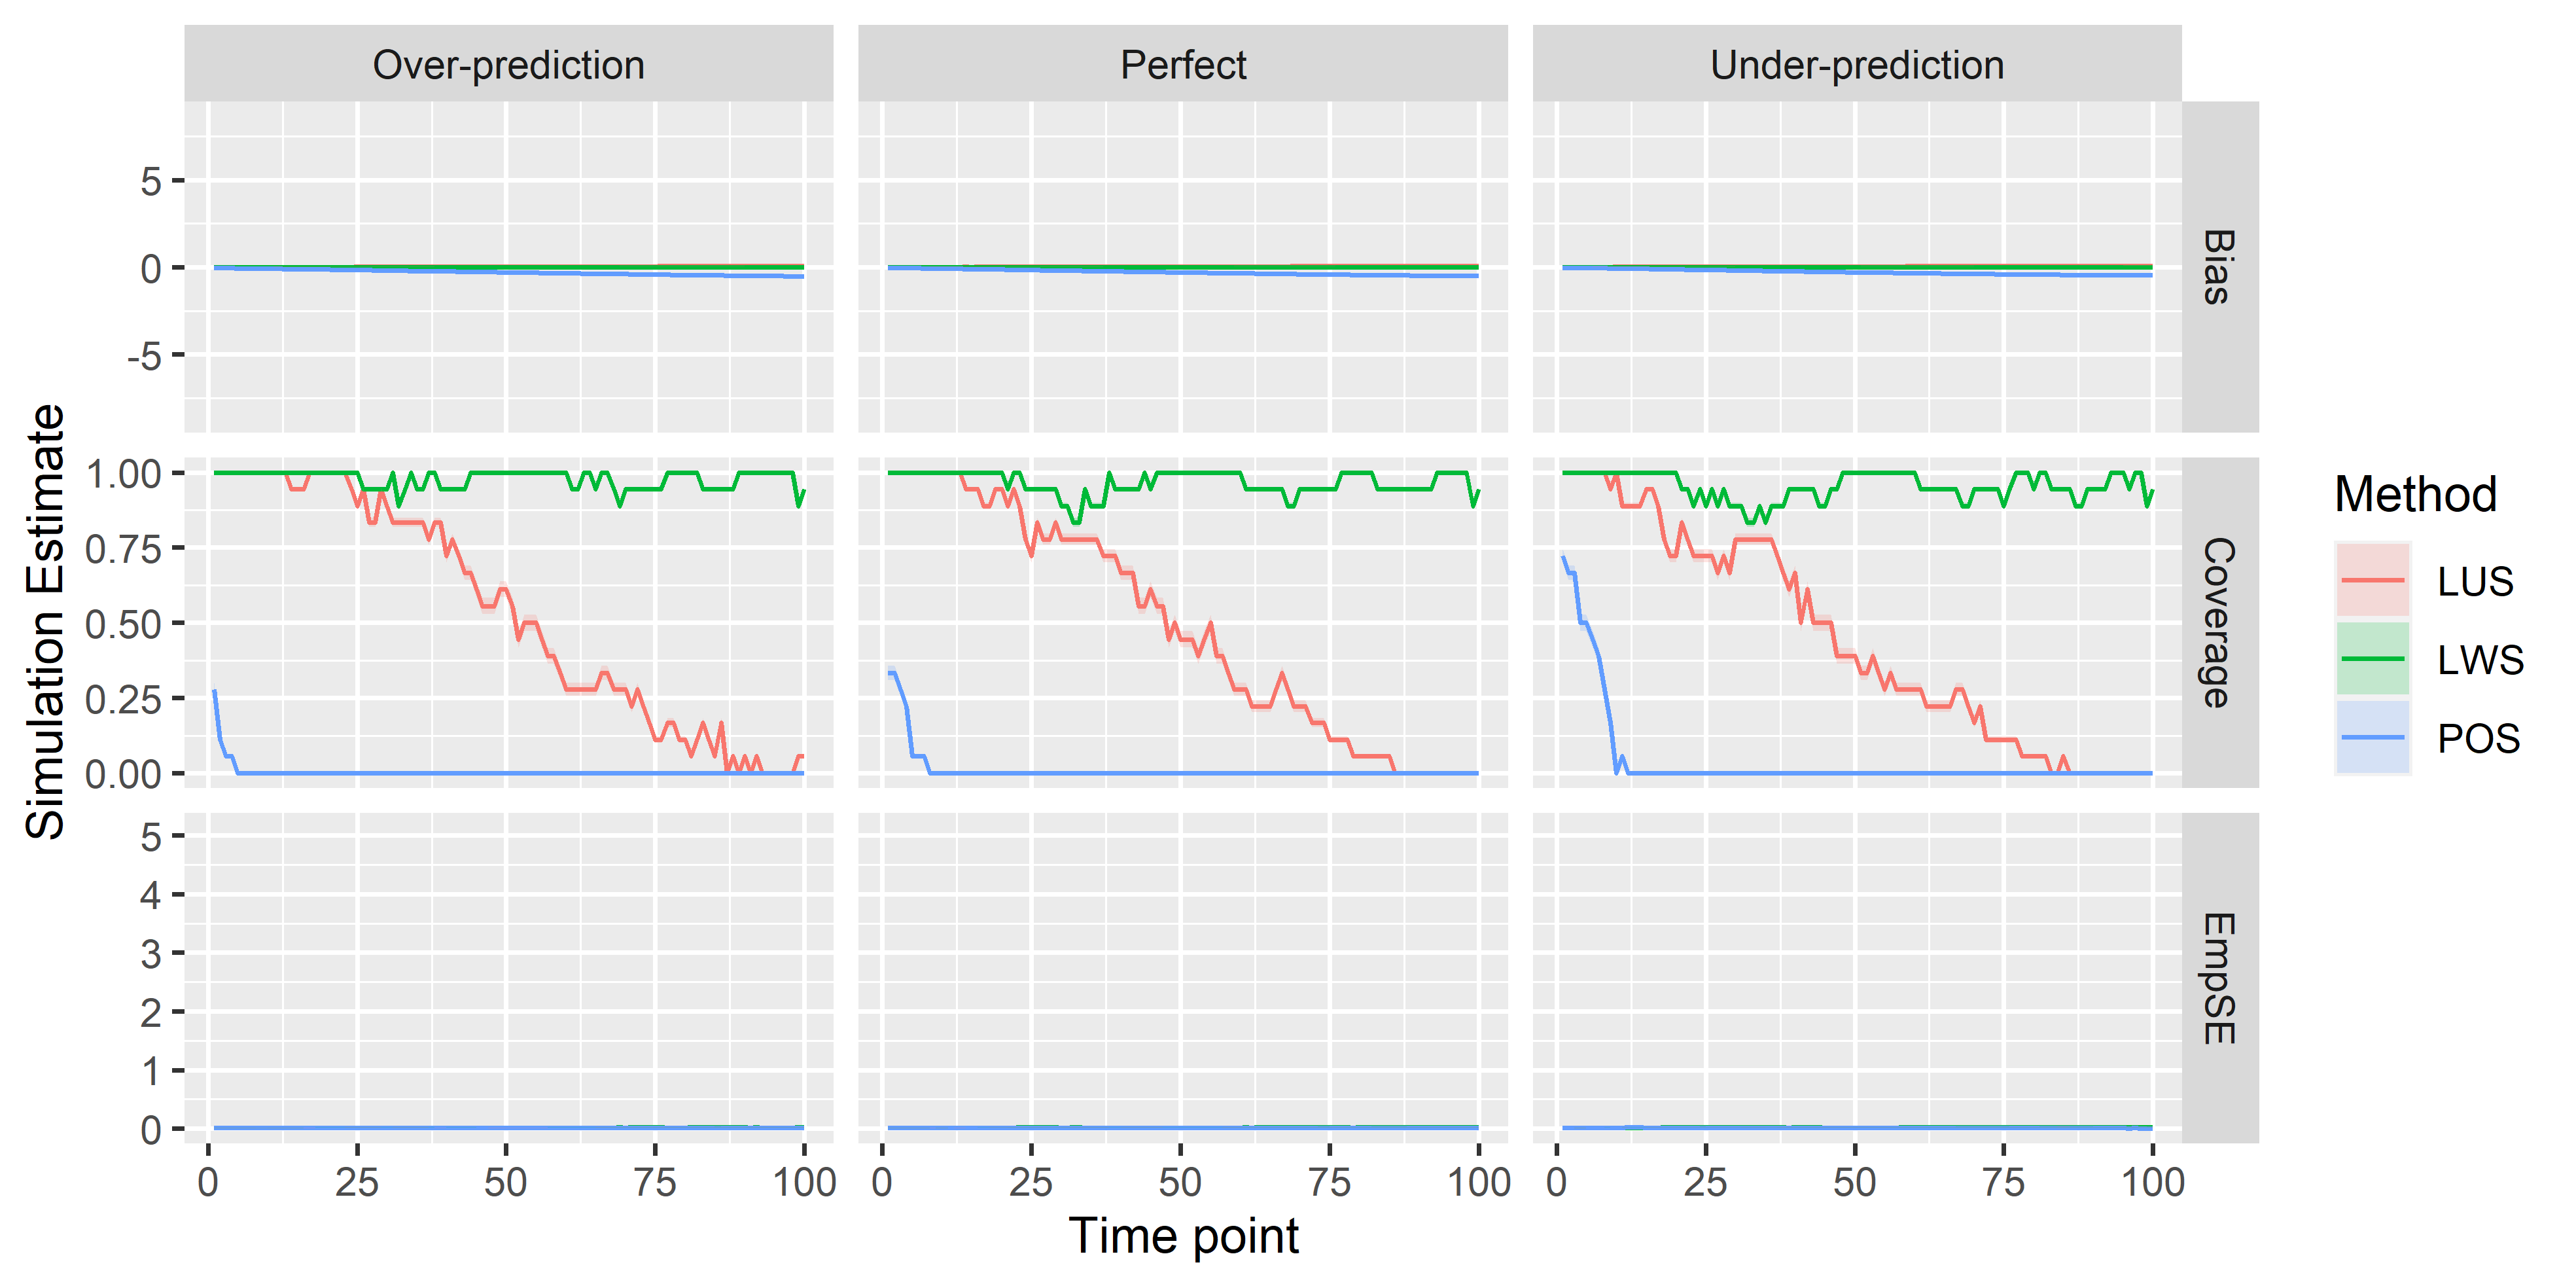 Over-prediction
Perfect
Under-prediction
Simulation Estimate
5
0
-5
Bias
1.00
0.75
0.50
0.25
0.00
Coverage
5
4
3
2
1
0
EmpSE
0 25 50 75 100
0 25 50 75 100
0 25 50 75 100
Time point
Method
LUS
LWS
POS